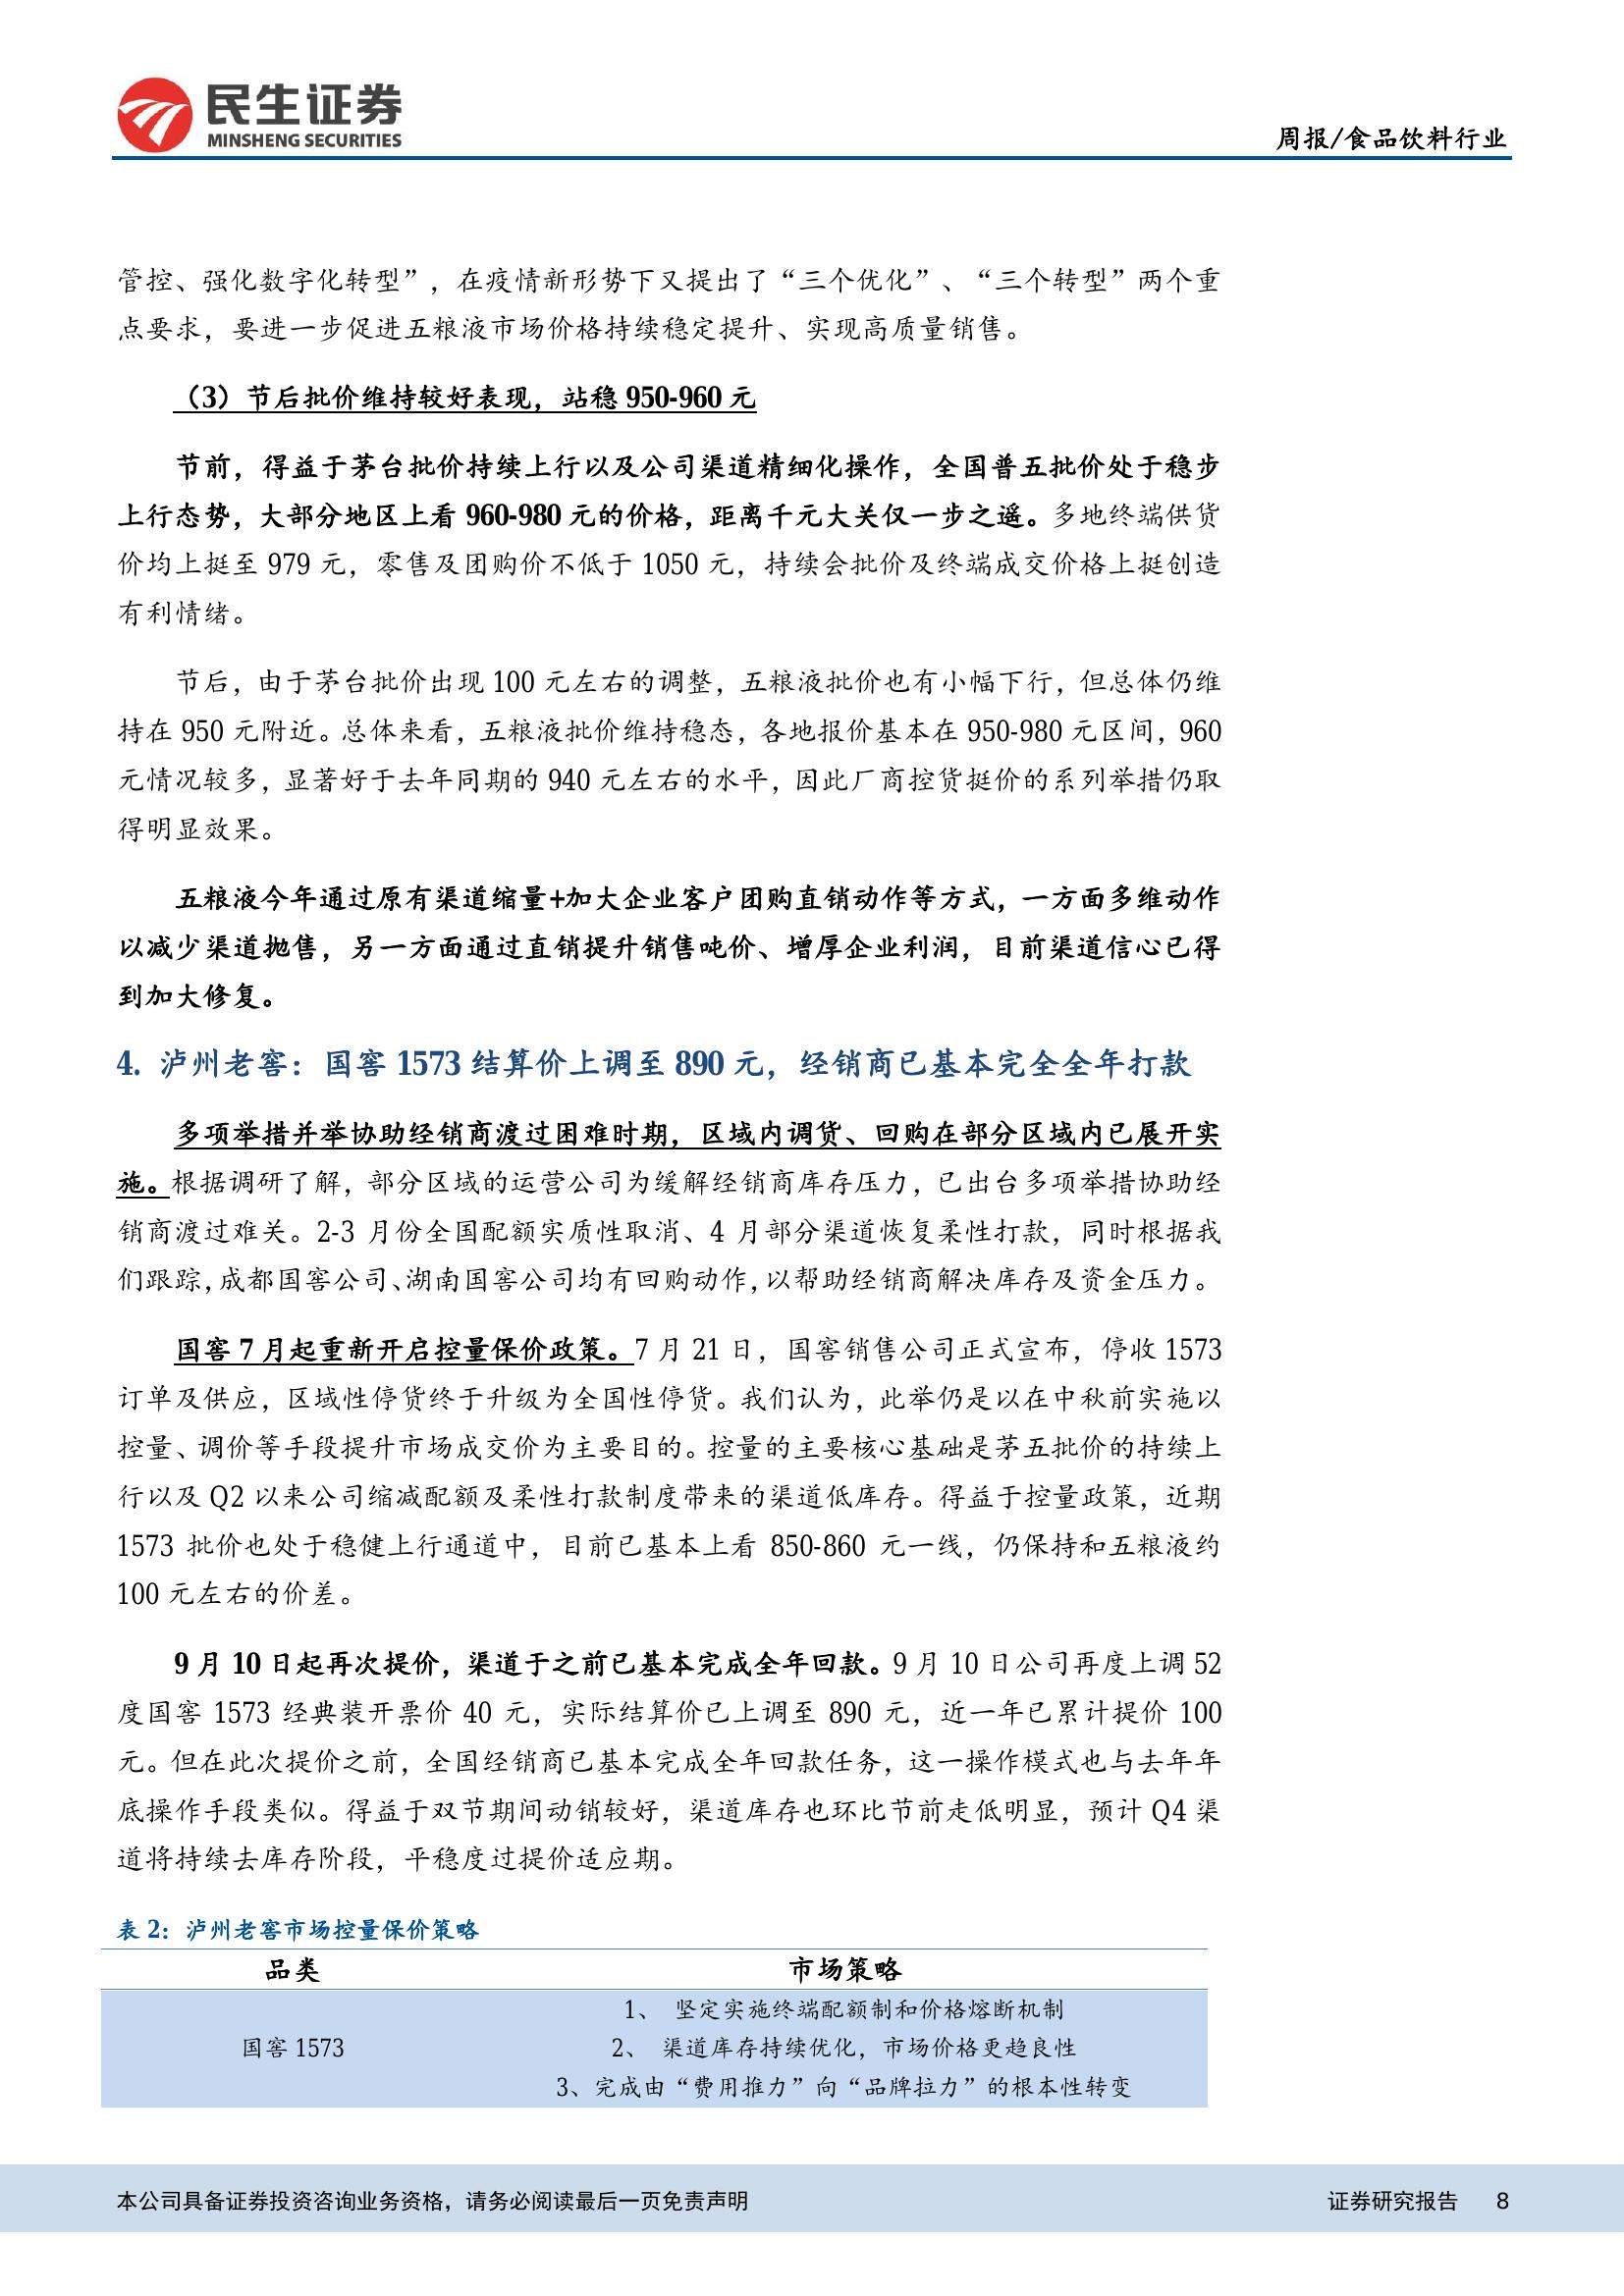 民生证券
MINSHENG SECURITIES
周报/食品饮料行业
管控、强化数字化转型”，在疫情新形势下又提出了“三个优化”、“三个转型”两个重
点要求，要进一步促进五粮液市场价格持续稳定提升、实现高质量销售。
（3）节后批价维持较好表现，站稳 950-960 元
节前，得益于茅台批价持续上行以及公司渠道精细化操作，全国普五批价处于稳步
上行态势，大部分地区上看 960-980 元的价格，距离千元大关仅一步之遥。多地终端供货
价均上挺至 979 元，零售及团购价不低于 1050 元，持续会批价及终端成交价格上挺创造
有利情绪。
节后，由于茅台批价出现 100 元左右的调整，五粮液批价也有小幅下行，但总体仍维
持在 950 元附近。总体来看，五粮液批价维持稳态，各地报价基本在 950-980 元区间，960
元情况较多，显著好于去年同期的 940 元左右的水平，因此厂商控货挺价的系列举措仍取
得明显效果。
五粮液今年通过原有渠道缩量+加大企业客户团购直销动作等方式，一方面多维动作
以减少渠道抛售，另一方面通过直销提升销售吨价、增厚企业利润，目前渠道信心已得
到加大修复。
4. 泸州老窖：国窖 1573 结算价上调至 890 元，经销商已基本完全全年打款
多项举措并举协助经销商渡过困难时期，区域内调货、回购在部分区域内已展开实
施。根据调研了解，部分区域的运营公司为缓解经销商库存压力，已出台多项举措协助经
销商渡过难关。2-3 月份全国配额实质性取消、4 月部分渠道恢复柔性打款，同时根据我
们跟踪，成都国窖公司、湖南国窖公司均有回购动作，以帮助经销商解决库存及资金压力。
国窖 7 月起重新开启控量保价政策。7 月 21 日，国窖销售公司正式宣布，停收 1573
订单及供应，区域性停货终于升级为全国性停货。我们认为，此举仍是以在中秋前实施以
控量、调价等手段提升市场成交价为主要目的。控量的主要核心基础是茅五批价的持续上
行以及 Q2 以来公司缩减配额及柔性打款制度带来的渠道低库存。得益于控量政策，近期
1573 批价也处于稳健上行通道中，目前已基本上看 850-860 元一线，仍保持和五粮液约
100 元左右的价差。
9 月 10 日起再次提价，渠道于之前已基本完成全年回款。9 月 10 日公司再度上调 52
度国窖 1573 经典装开票价 40 元，实际结算价已上调至 890 元，近一年已累计提价 100
元。但在此次提价之前，全国经销商已基本完成全年回款任务，这一操作模式也与去年年
底操作手段类似。得益于双节期间动销较好，渠道库存也环比节前走低明显，预计 Q4 渠
道将持续去库存阶段，平稳度过提价适应期。
表 2：泸州老窖市场控量保价策略
品类 市场策略
1、 坚定实施终端配额制和价格熔断机制
国窖 1573 2、 渠道库存持续优化，市场价格更趋良性
3、完成由“费用推力”向“品牌拉力”的根本性转变
本公司具备证券投资咨询业务资格，请务必阅读最后一页免责声明 证券研究报告 8